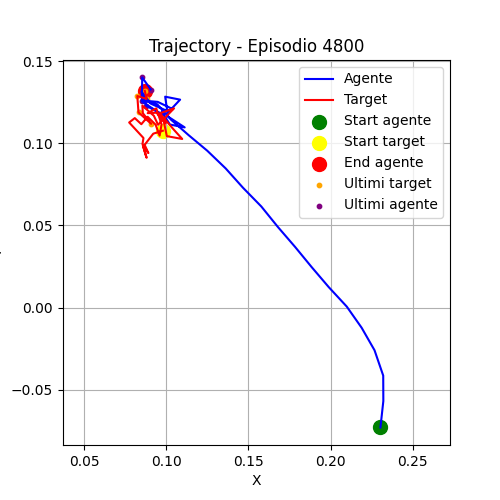 Trajectory - Episodio 4800
0.15
0.10
0.05
0.00
−0.05
0.05
0.10
0.15
0.20
0.25
X
Agente
Target
Start agente
Start target
End agente
Ultimi target
Ultimi agente